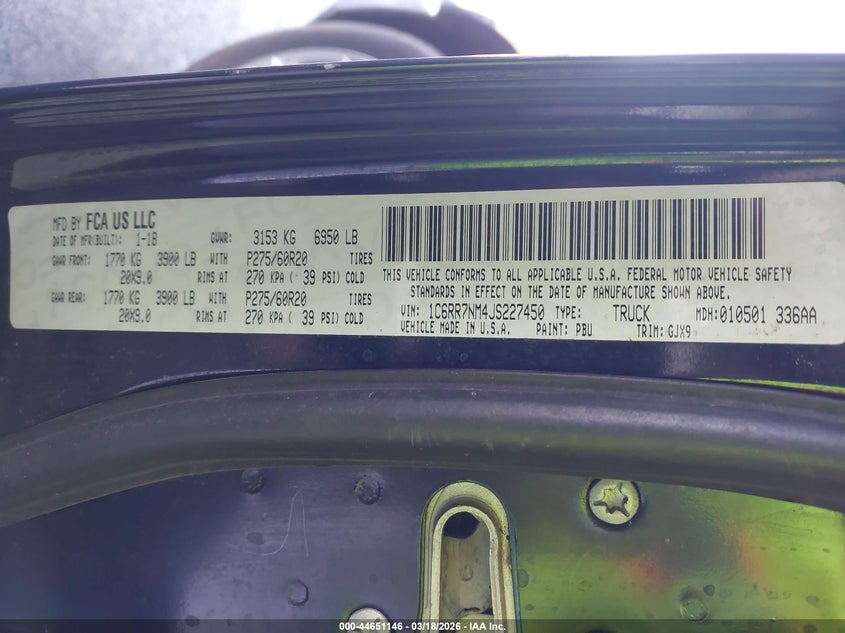 MFD BY FCA US LLC
DATE OF MFR(BUILT): 1-18 GVWR: 3153 KG 6950 LB
GAWR FRONT: 1770 KG 3900 LB WITH P275/60R20 TIRES
20X9.0 RIMS AT 270 KPA ( 39 PSI) COLD
GAWR REAR: 1770 KG 3900 LB WITH P275/60R20 TIRES
20X9.0 RIMS AT 270 KPA ( 39 PSI) COLD
THIS VEHICLE CONFORMS TO ALL APPLICABLE U.S.A. FEDERAL MOTOR VEHICLE SAFETY
STANDARDS IN EFFECT ON THE DATE OF MANUFACTURE SHOWN ABOVE.
VIN: 1C6RR7NM4JS227450 TYPE: TRUCK MDH: 010501 336AA
VEHICLE MADE IN U.S.A. PAINT: PBU TRIM: GJX9
000-44651146 - 03/18/2026 - IAA Inc.